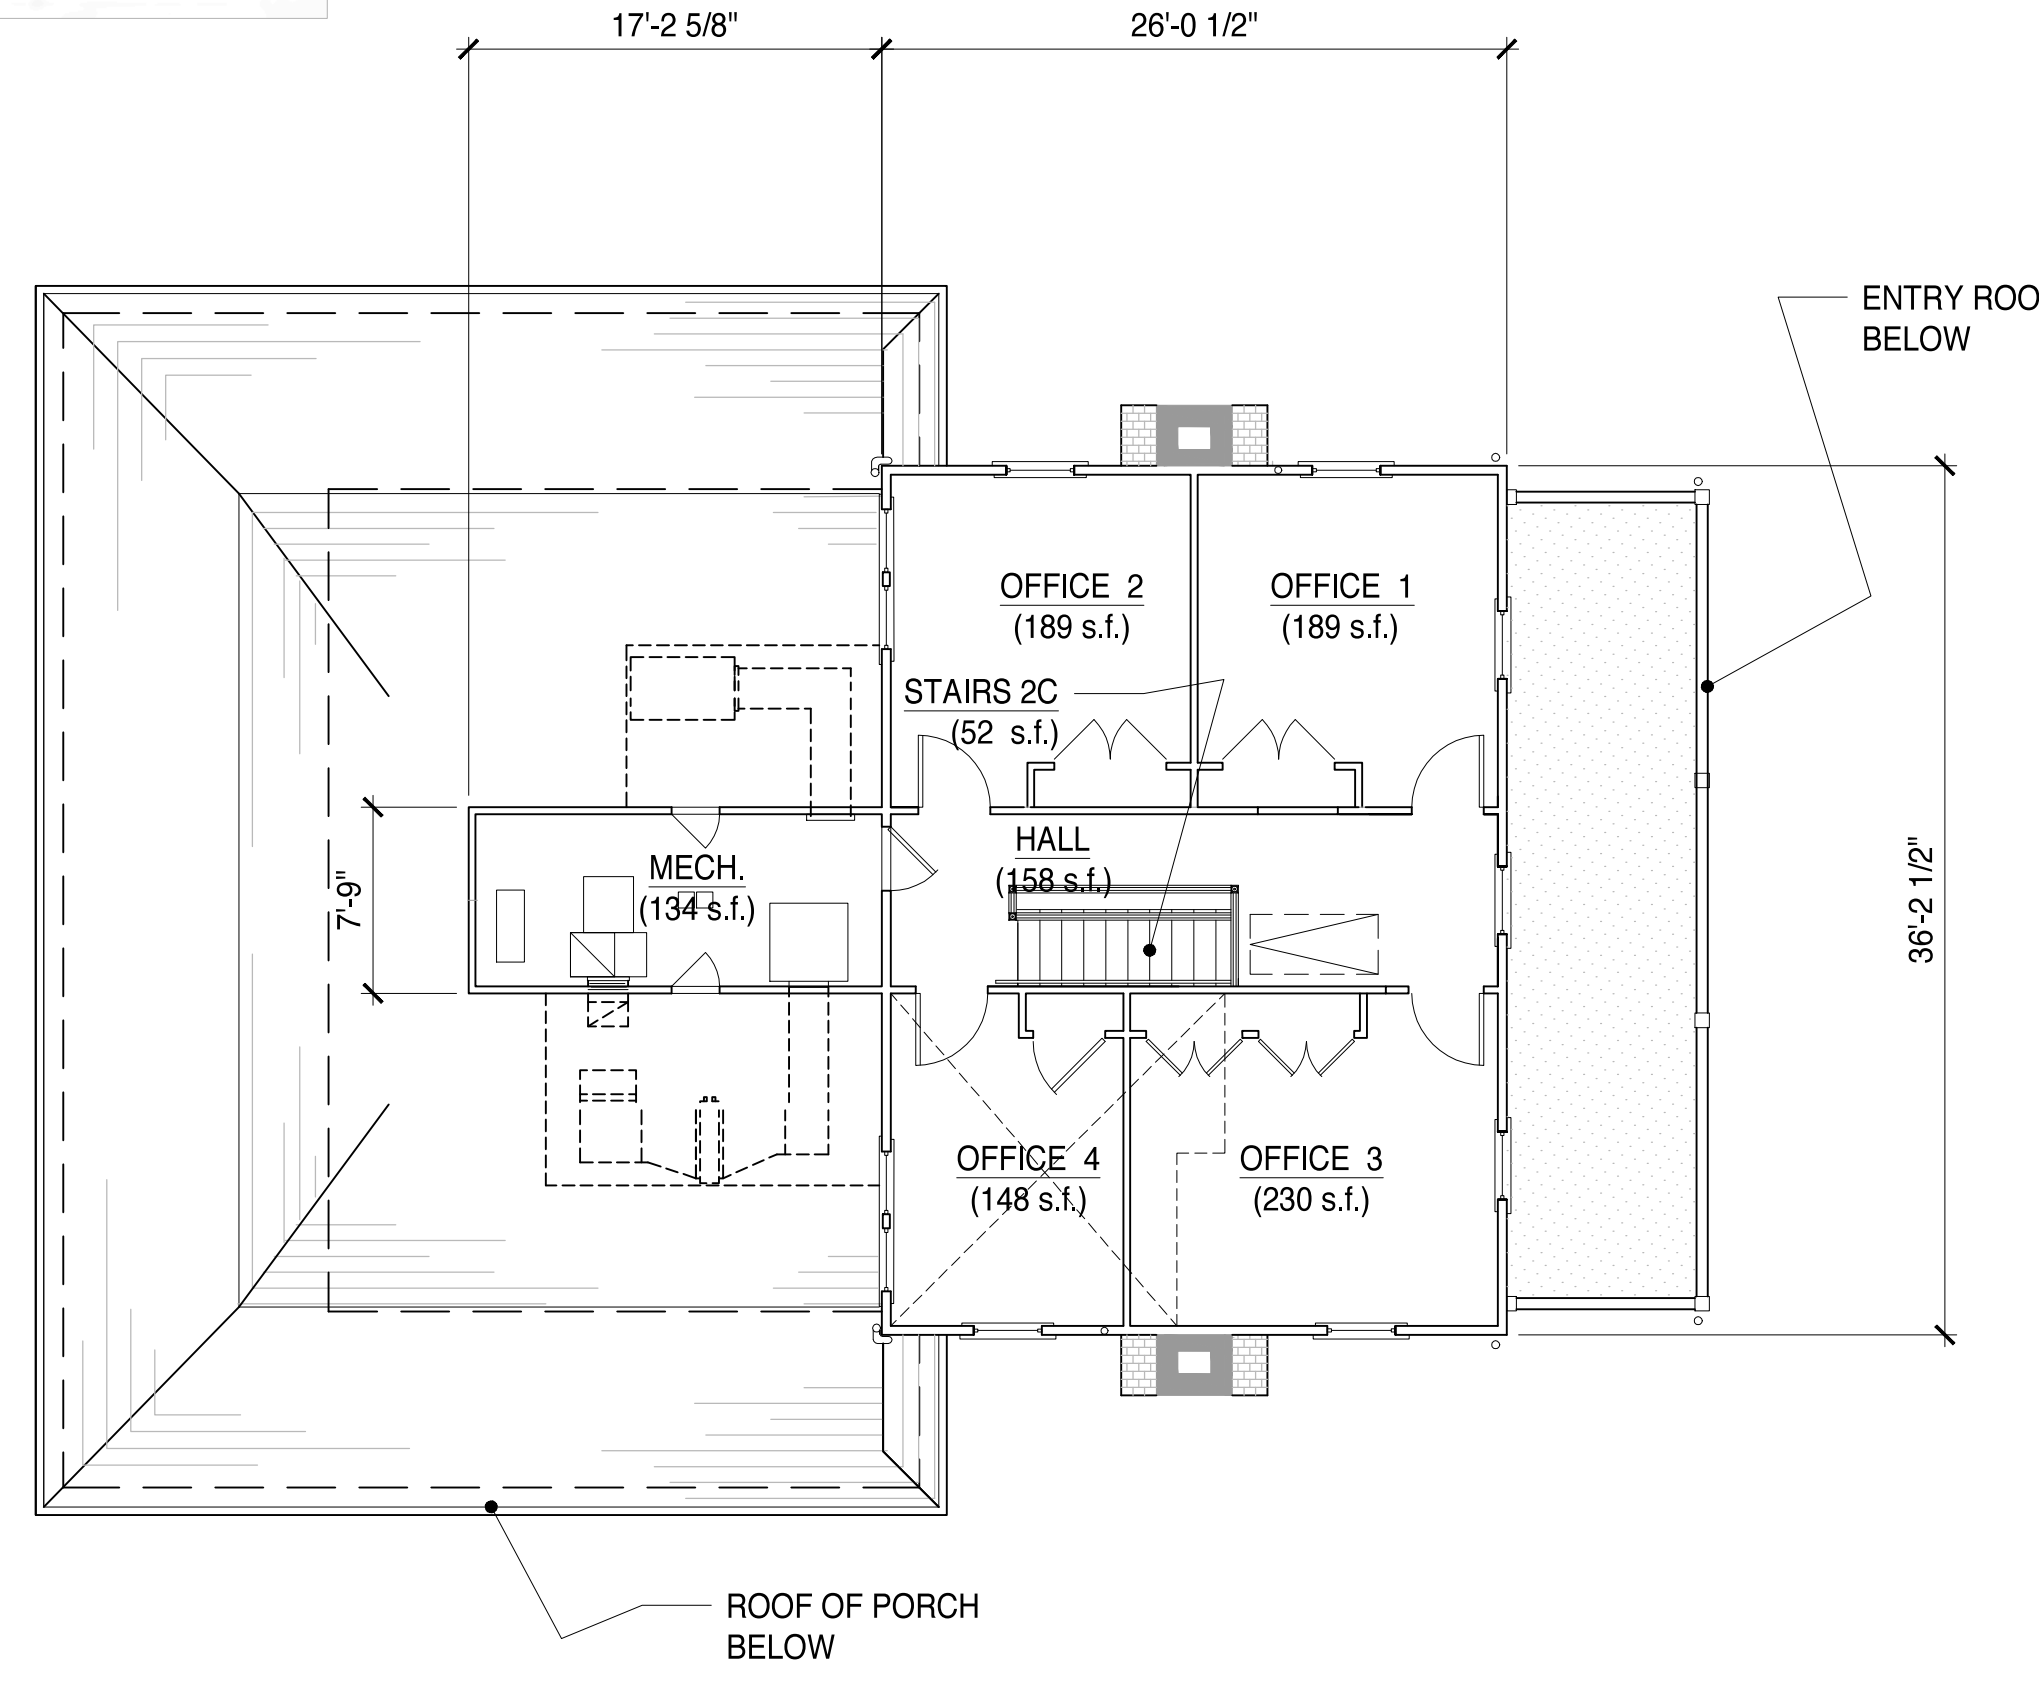 17'-2 5/8"
26'-0 1/2"
ENTRY ROO
BELOW
OFFICE 2
(189 s.f.)
OFFICE 1
(189 s.f.)
STAIRS 2C
(52 s.f.)
HALL
(158 s.f.)
MECH.
(134 s.f.)
7'-9"
36'-2 1/2"
OFFICE 4
(148 s.f.)
OFFICE 3
(230 s.f.)
ROOF OF PORCH
BELOW